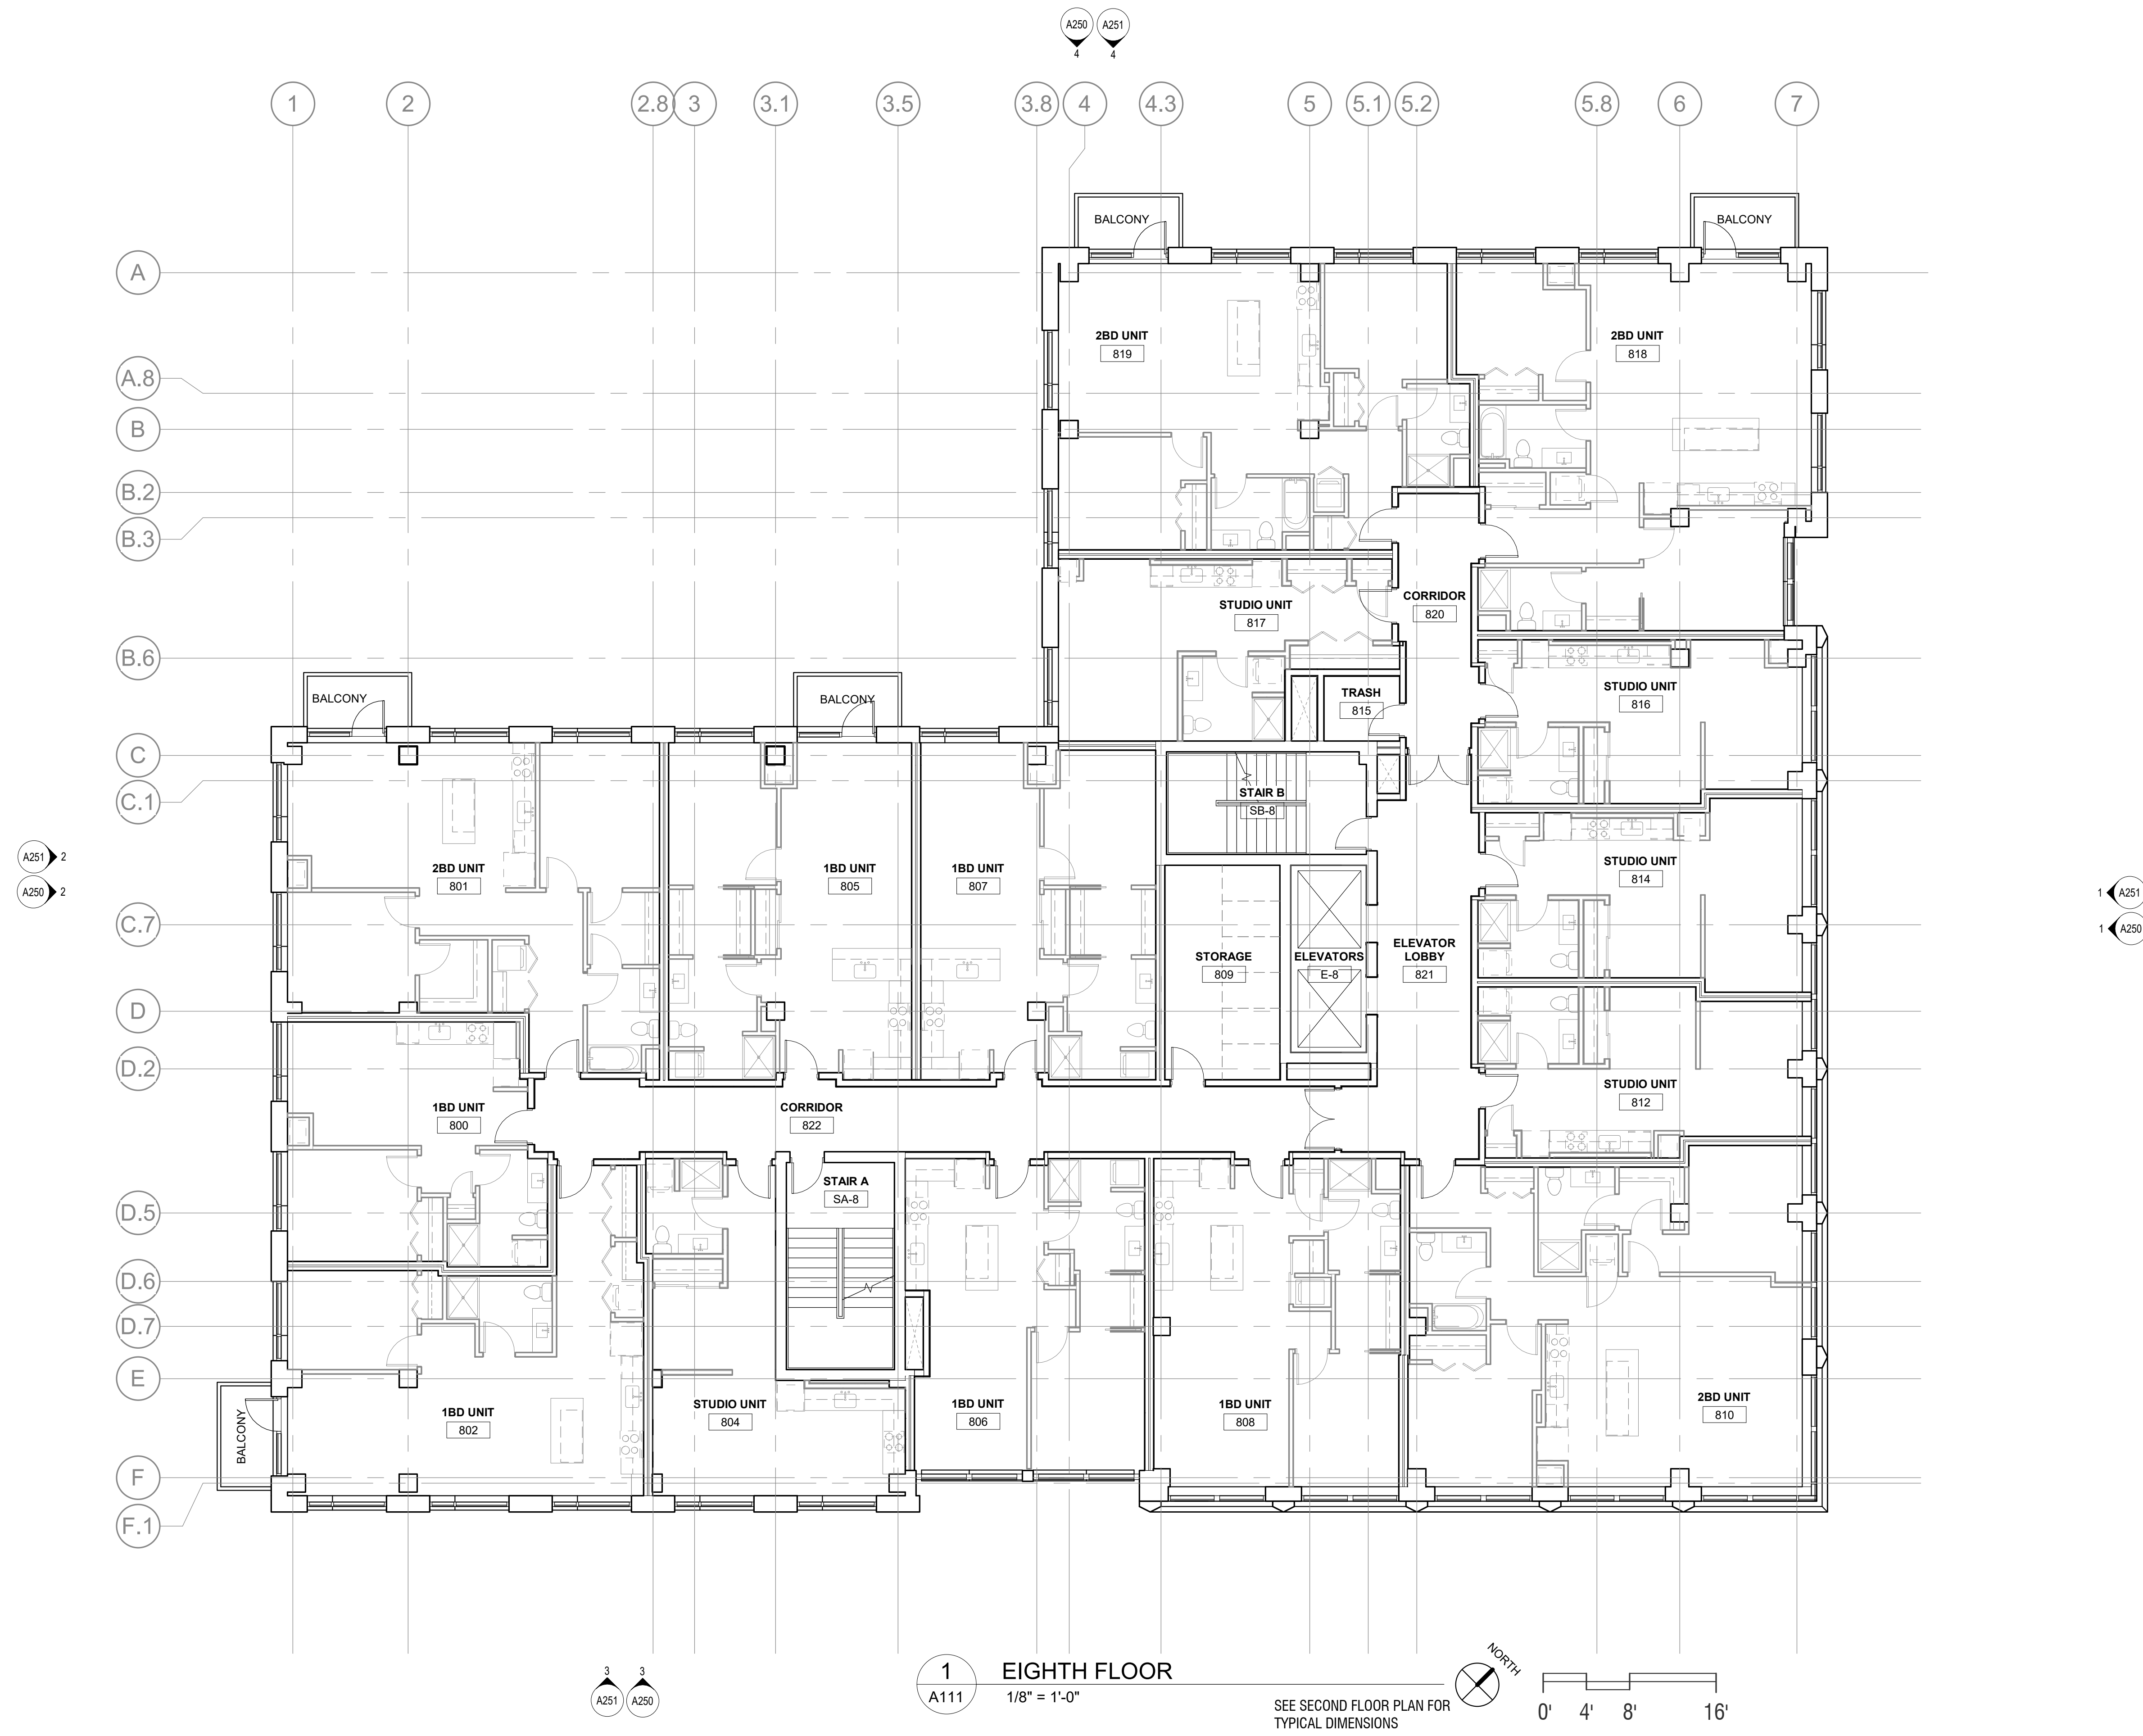 A250 A251
4 4
1 2 2.8 3 3.1 3.5 3.8 4 4.3 5 5.1 5.2 5.8 6 7
BALCONY BALCONY
A
2BD UNIT 2BD UNIT
819 818
A.8
B
B.2
B.3
CORRIDOR
820
STUDIO UNIT
817
B.6
STUDIO UNIT
816
TRASH
815
BALCONY BALCONY
C
C.1
STAIR B
SB-8
A251 2
A250 2
2BD UNIT 1BD UNIT 1BD UNIT
801 805 807
STUDIO UNIT
814
1 A251
1 A250
C.7
STORAGE
809
ELEVATORS
E-8
ELEVATOR
LOBBY
821
D
D.2
STUDIO UNIT
812
1BD UNIT
800
CORRIDOR
822
STAIR A
SA-8
D.5
D.6
D.7
E
BALCONY
1BD UNIT
802
STUDIO UNIT
804
1BD UNIT
806
1BD UNIT
808
2BD UNIT
810
F
F.1
3 3
A251 A250
1
A111
EIGHTH FLOOR
1/8" = 1'-0"
SEE SECOND FLOOR PLAN FOR
TYPICAL DIMENSIONS
NORTH
0' 4' 8' 16'